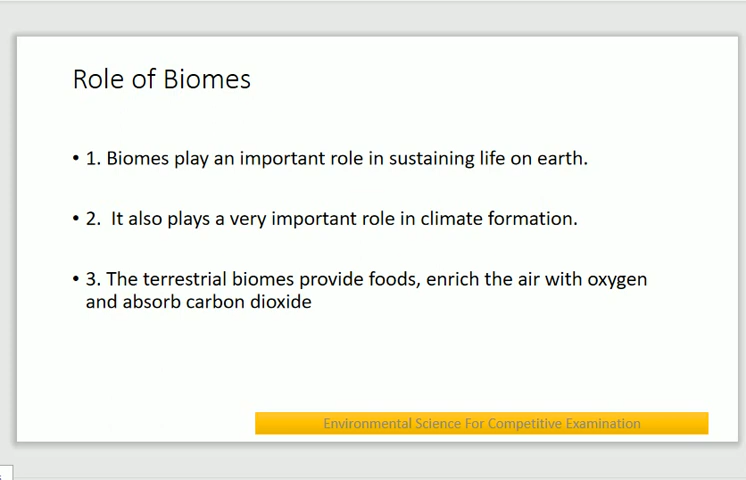 Role of Biomes
• 1. Biomes play an important role in sustaining life on earth.
• 2.  It also plays a very important role in climate formation.
• 3. The terrestrial biomes provide foods, enrich the air with oxygen
and absorb carbon dioxide
Environmental Science For Competitive Examination